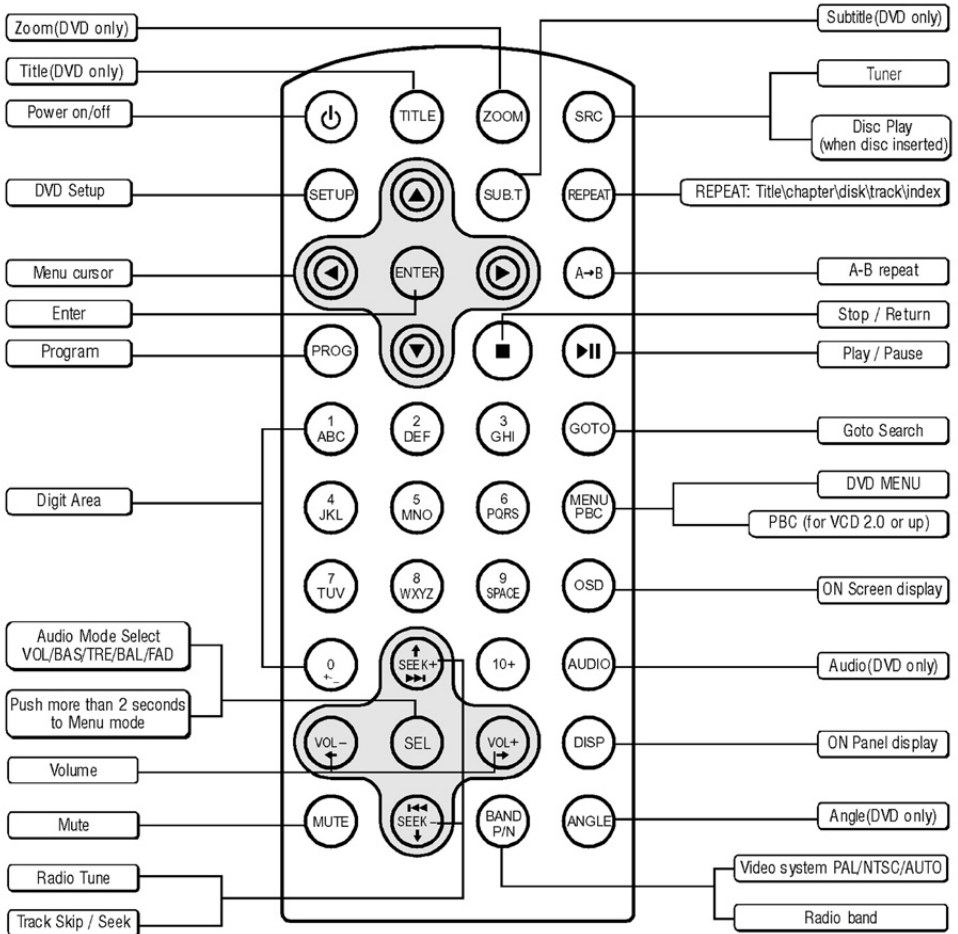 Zoom(DVD only)
Title(DVD only)
Power on/off
DVD Setup
Menu cursor
Enter
Program
Digit Area
Audio Mode Select
VOL/BAS/TRE/BAL/FAD
Push more than 2 seconds
to Menu mode
Volume
Mute
Radio Tune
Track Skip / Seek
TITLE
ZOOM
SRC
SETUP
SUB.T
REPEAT
ENTER
A→B
PROG
1
ABC
2
DEF
3
GHI
GOTO
4
JKL
5
MNO
6
PQRS
MENU
PBC
7
TUV
8
WXYZ
9
SPACE
OSD
0
+-_
SEEK+
10+
AUDIO
VOL-
SEL
VOL+
DISP
MUTE
SEEK-
BAND
P/N
ANGLE
Subtitle(DVD only)
Tuner
Disc Play
(when disc inserted)
REPEAT: Title\chapter\disk\track\index
A-B repeat
Stop / Return
Play / Pause
Goto Search
DVD MENU
PBC (for VCD 2.0 or up)
ON Screen display
Audio(DVD only)
ON Panel display
Angle(DVD only)
Video system PAL/NTSC/AUTO
Radio band